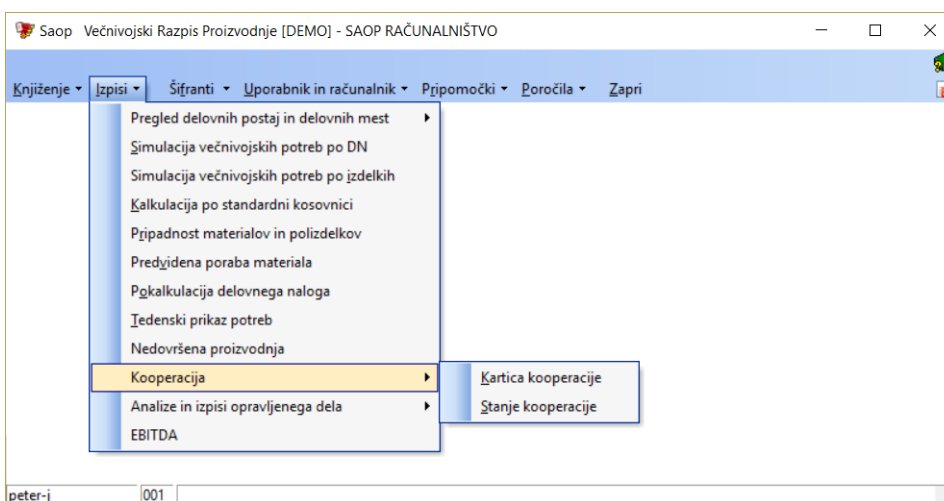 Saop Večnivojski Razpis Proizvodnje [DEMO] - SAOP RAČUNALNIŠTVO
Knjiženje Izpisi Šifranti Uporabnik in računalnik Pripomočki Poročila Zapri
Pregled delovnih postaj in delovnih mest
Simulacija večnivojskih potreb po DN
Simulacija večnivojskih potreb po izdelkih
Kalkulacija po standardni kosovnici
Pripadnost materialov in polizdelkov
Predvidena poraba materiala
Pokalkulacija delovnega naloga
Tedenski prikaz potreb
Nedovršena proizvodnja
Kooperacija
Kartica kooperacije
Analize in izpisi opravljenega dela
Stanje kooperacije
EBITDA
peter-j 001